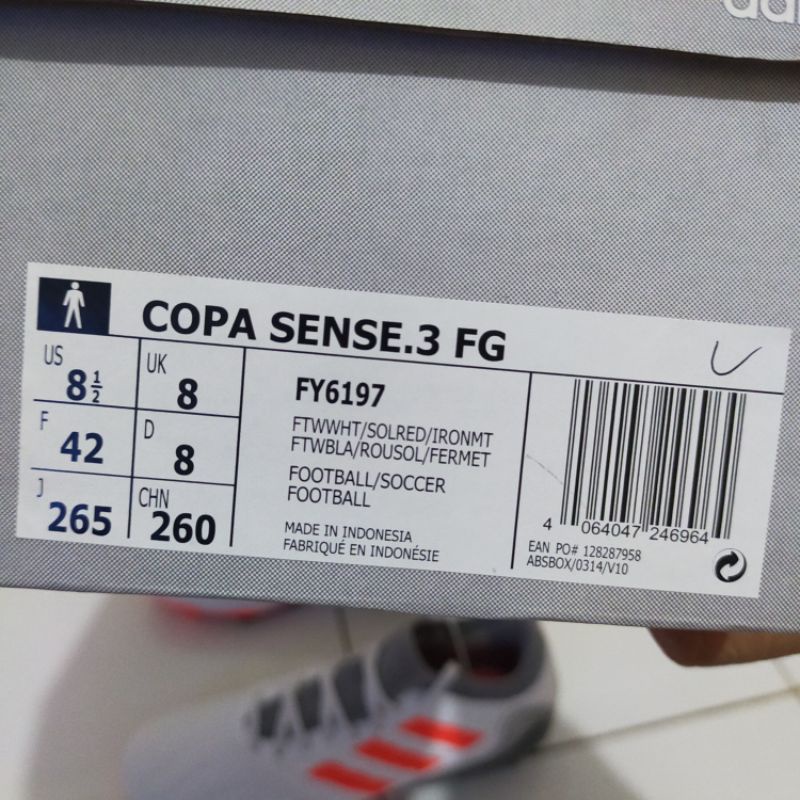 COPA SENSE.3 FG
US
8 1/2
UK
8
F
42
D
8
J
265
CHN
260
FY6197
FTWWHT/SOLRED/IRONMT
FTWBLA/ROUSOL/FERMET
FOOTBALL/SOCCER
FOOTBALL
MADE IN INDONESIA
FABRIQUÉ EN INDONÉSIE
4 064047 246964
EAN PO# 128287958
ABSBOX/0314/V10